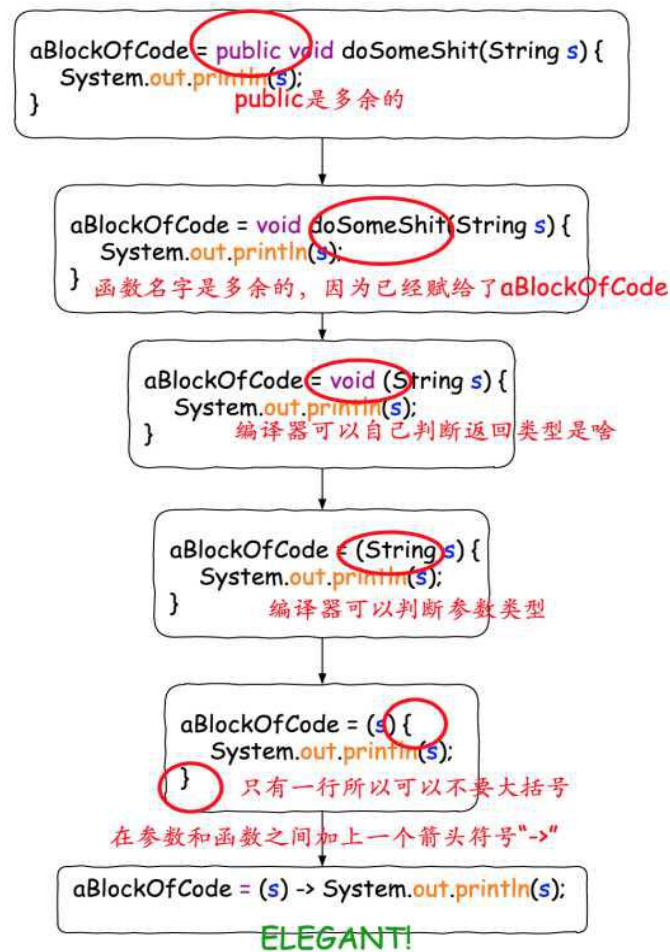 aBlockOfCode = public void doSomeShit(String s) {
System.out.println(s);
public是多余的
}
aBlockOfCode = void doSomeShit(String s) {
System.out.println(s);
} 函数名字是多余的，因为已经赋给了aBlockOfCode
aBlockOfCode = void (String s) {
System.out.println(s);
} 编译器可以自己判断返回类型是啥
aBlockOfCode = (String s) {
System.out.println(s);
} 编译器可以判断参数类型
aBlockOfCode = (s) {
System.out.println(s);
} 只有一行所以可以不要大括号
在参数和函数之间加上一个箭头符号“->”
aBlockOfCode = (s) -> System.out.println(s);
ELEGANT!